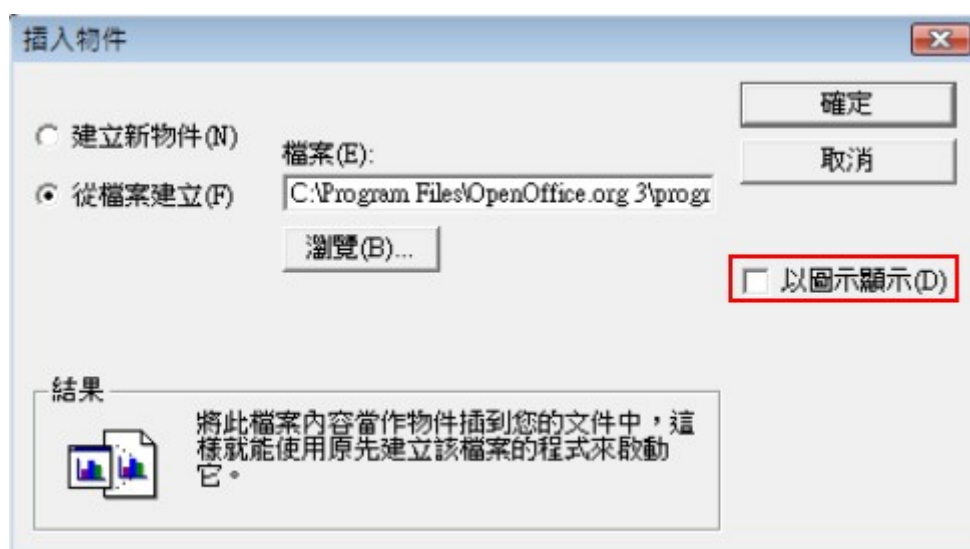 插入物件
建立新物件(N)
從檔案建立(F)
檔案(E):
C:\Program Files\OpenOffice.org 3\progr
瀏覽(B)...
確定
取消
以圖示顯示(D)
結果
將此檔案內容當作物件插到您的文件中，這
樣就能使用原先建立該檔案的程式來啟動
它。